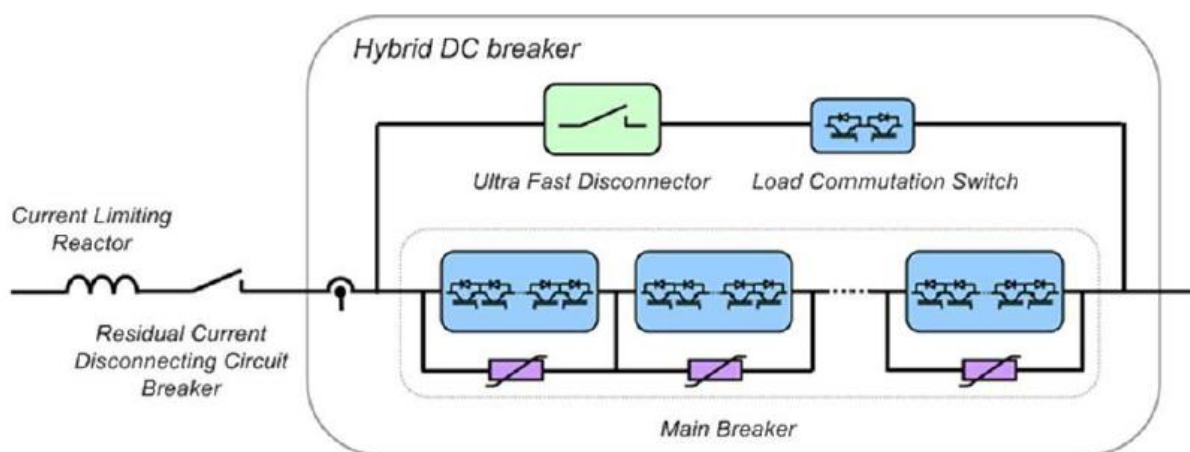 Hybrid DC breaker
Ultra Fast Disconnector
Load Commutation Switch
Current Limiting
Reactor
Residual Current
Disconnecting Circuit
Breaker
Main Breaker